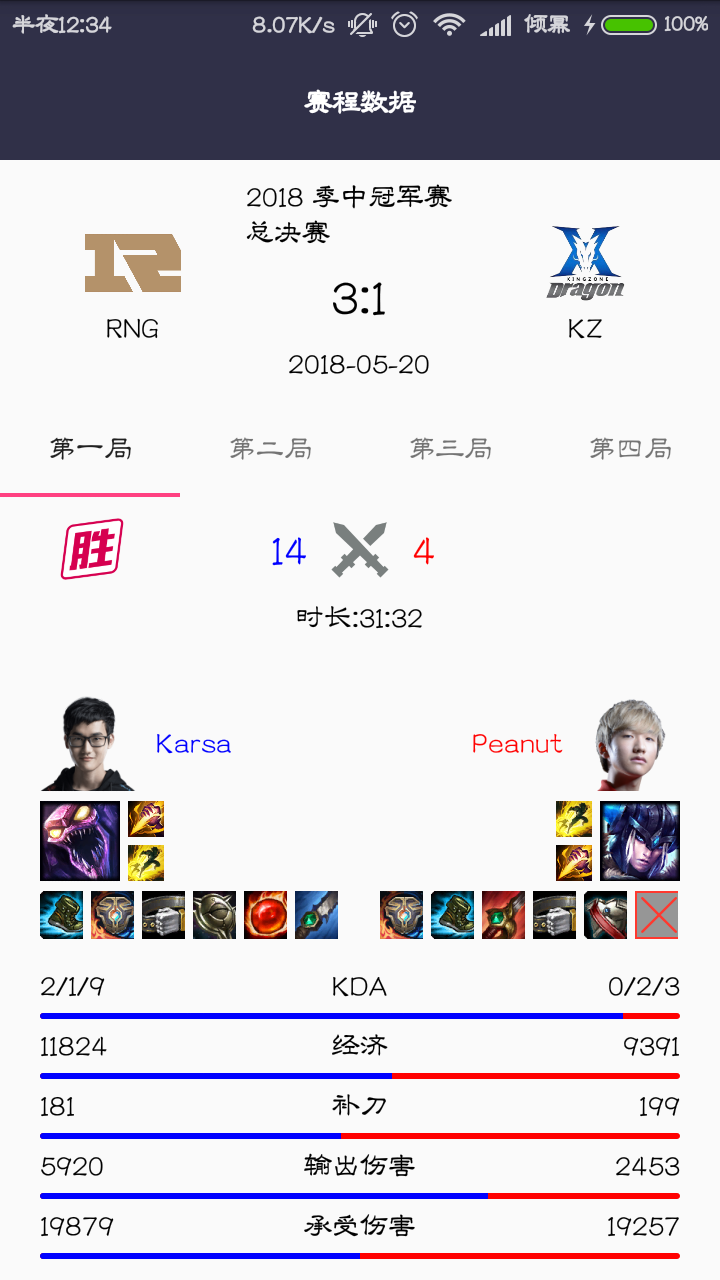 半夜12:34 8.07K/s 倾幂 100%
赛程数据
2018 季中冠军赛
总决赛
3:1
KINGZONE
Dragon
RNG
KZ
2018-05-20
第一局 第二局 第三局 第四局
胜
14 4
时长:31:32
Karsa Peanut
2/1/9 KDA 0/2/3
11824 经济 9391
181 补刀 199
5920 输出伤害 2453
19879 承受伤害 19257